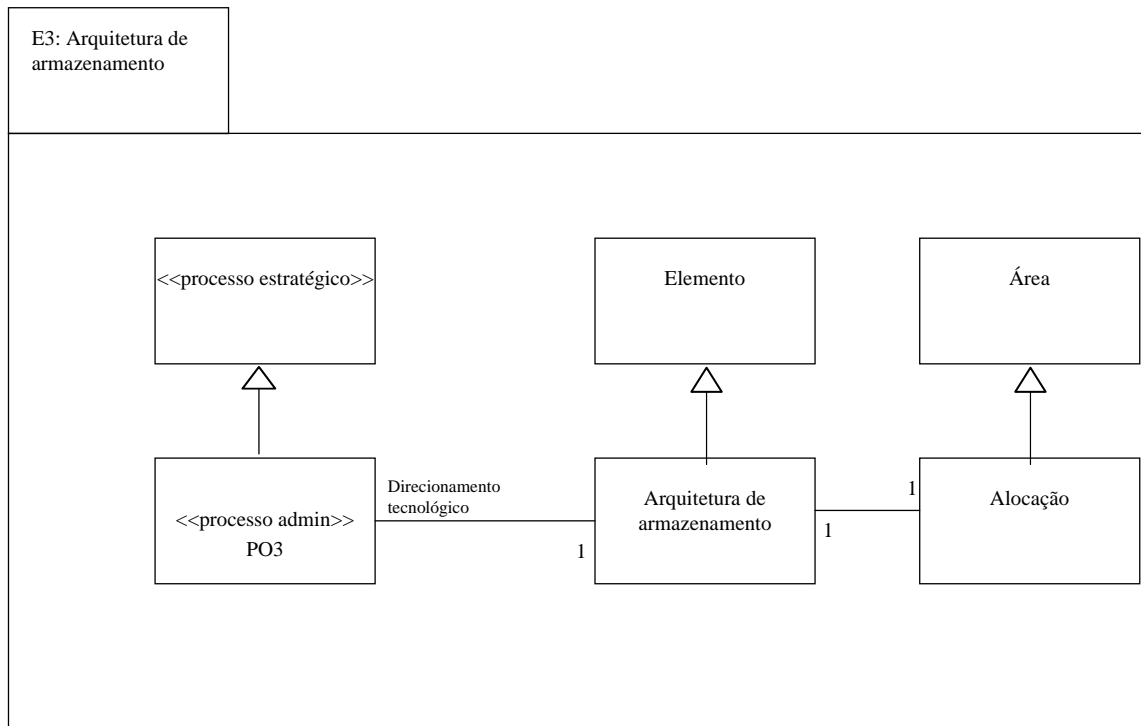 E3: Arquitetura de
armazenamento
<<processo estratégico>>
Elemento
Área
<<processo admin>>
PO3
Direcionamento
tecnológico
1
Arquitetura de
armazenamento
1
1
Alocação